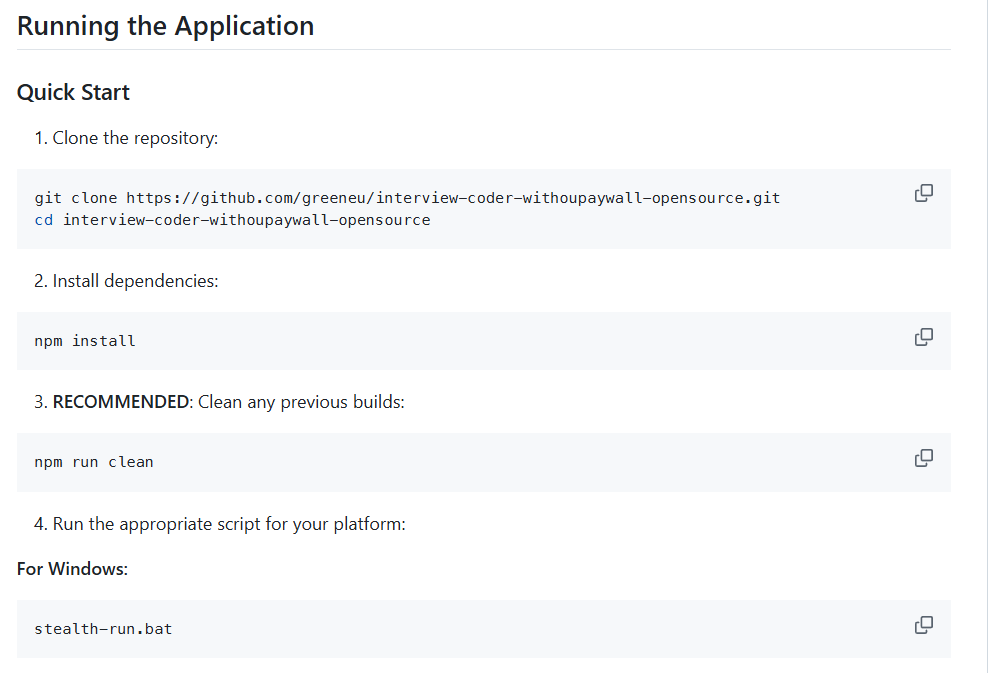 Running the Application
Quick Start
1. Clone the repository:
git clone https://github.com/greeneu/interview-coder-withoupaywall-opensource.git
cd interview-coder-withoupaywall-opensource
2. Install dependencies:
npm install
3. RECOMMENDED: Clean any previous builds:
npm run clean
4. Run the appropriate script for your platform:
For Windows:
stealth-run.bat